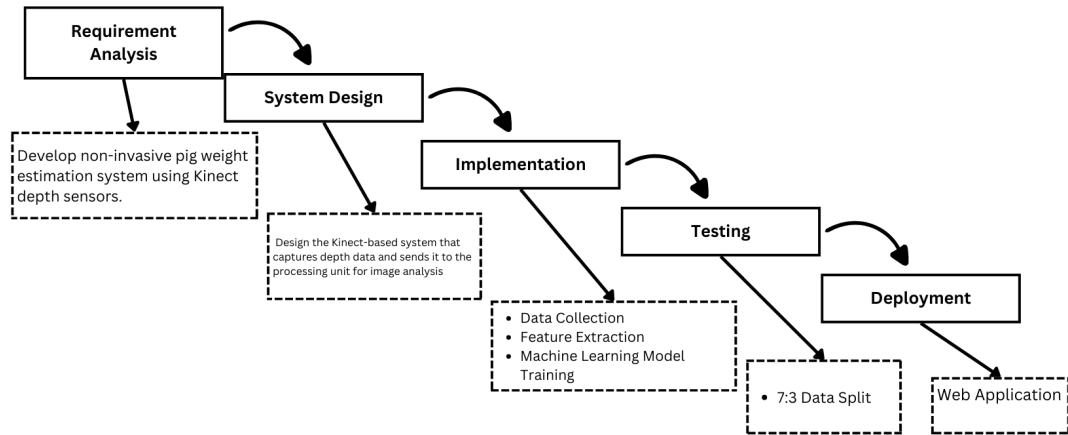 Requirement
Analysis
Develop non-invasive pig weight
estimation system using Kinect
depth sensors.
System Design
Design the Kinect-based system that
captures depth data and sends it to the
processing unit for image analysis
Implementation
• Data Collection
• Feature Extraction
• Machine Learning Model
Training
Testing
• 7:3 Data Split
Deployment
Web Application